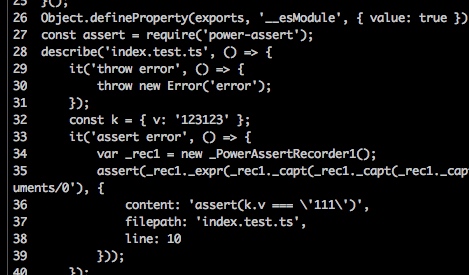 25 }();
26 Object.defineProperty(exports, '__esModule', { value: true })
27 const assert = require('power-assert');
28 describe('index.test.ts', () => {
29     it('throw error', () => {
30         throw new Error('error');
31     });
32     const k = { v: '123123' };
33     it('assert error', () => {
34         var _rec1 = new _PowerAssertRecorder1();
35         assert(_rec1._expr(_rec1._capt(_rec1._capt(_rec1._cap
uments/0'), {
36             content: 'assert(k.v === \'111\')',
37             filepath: 'index.test.ts',
38             line: 10
39         }));
40     });